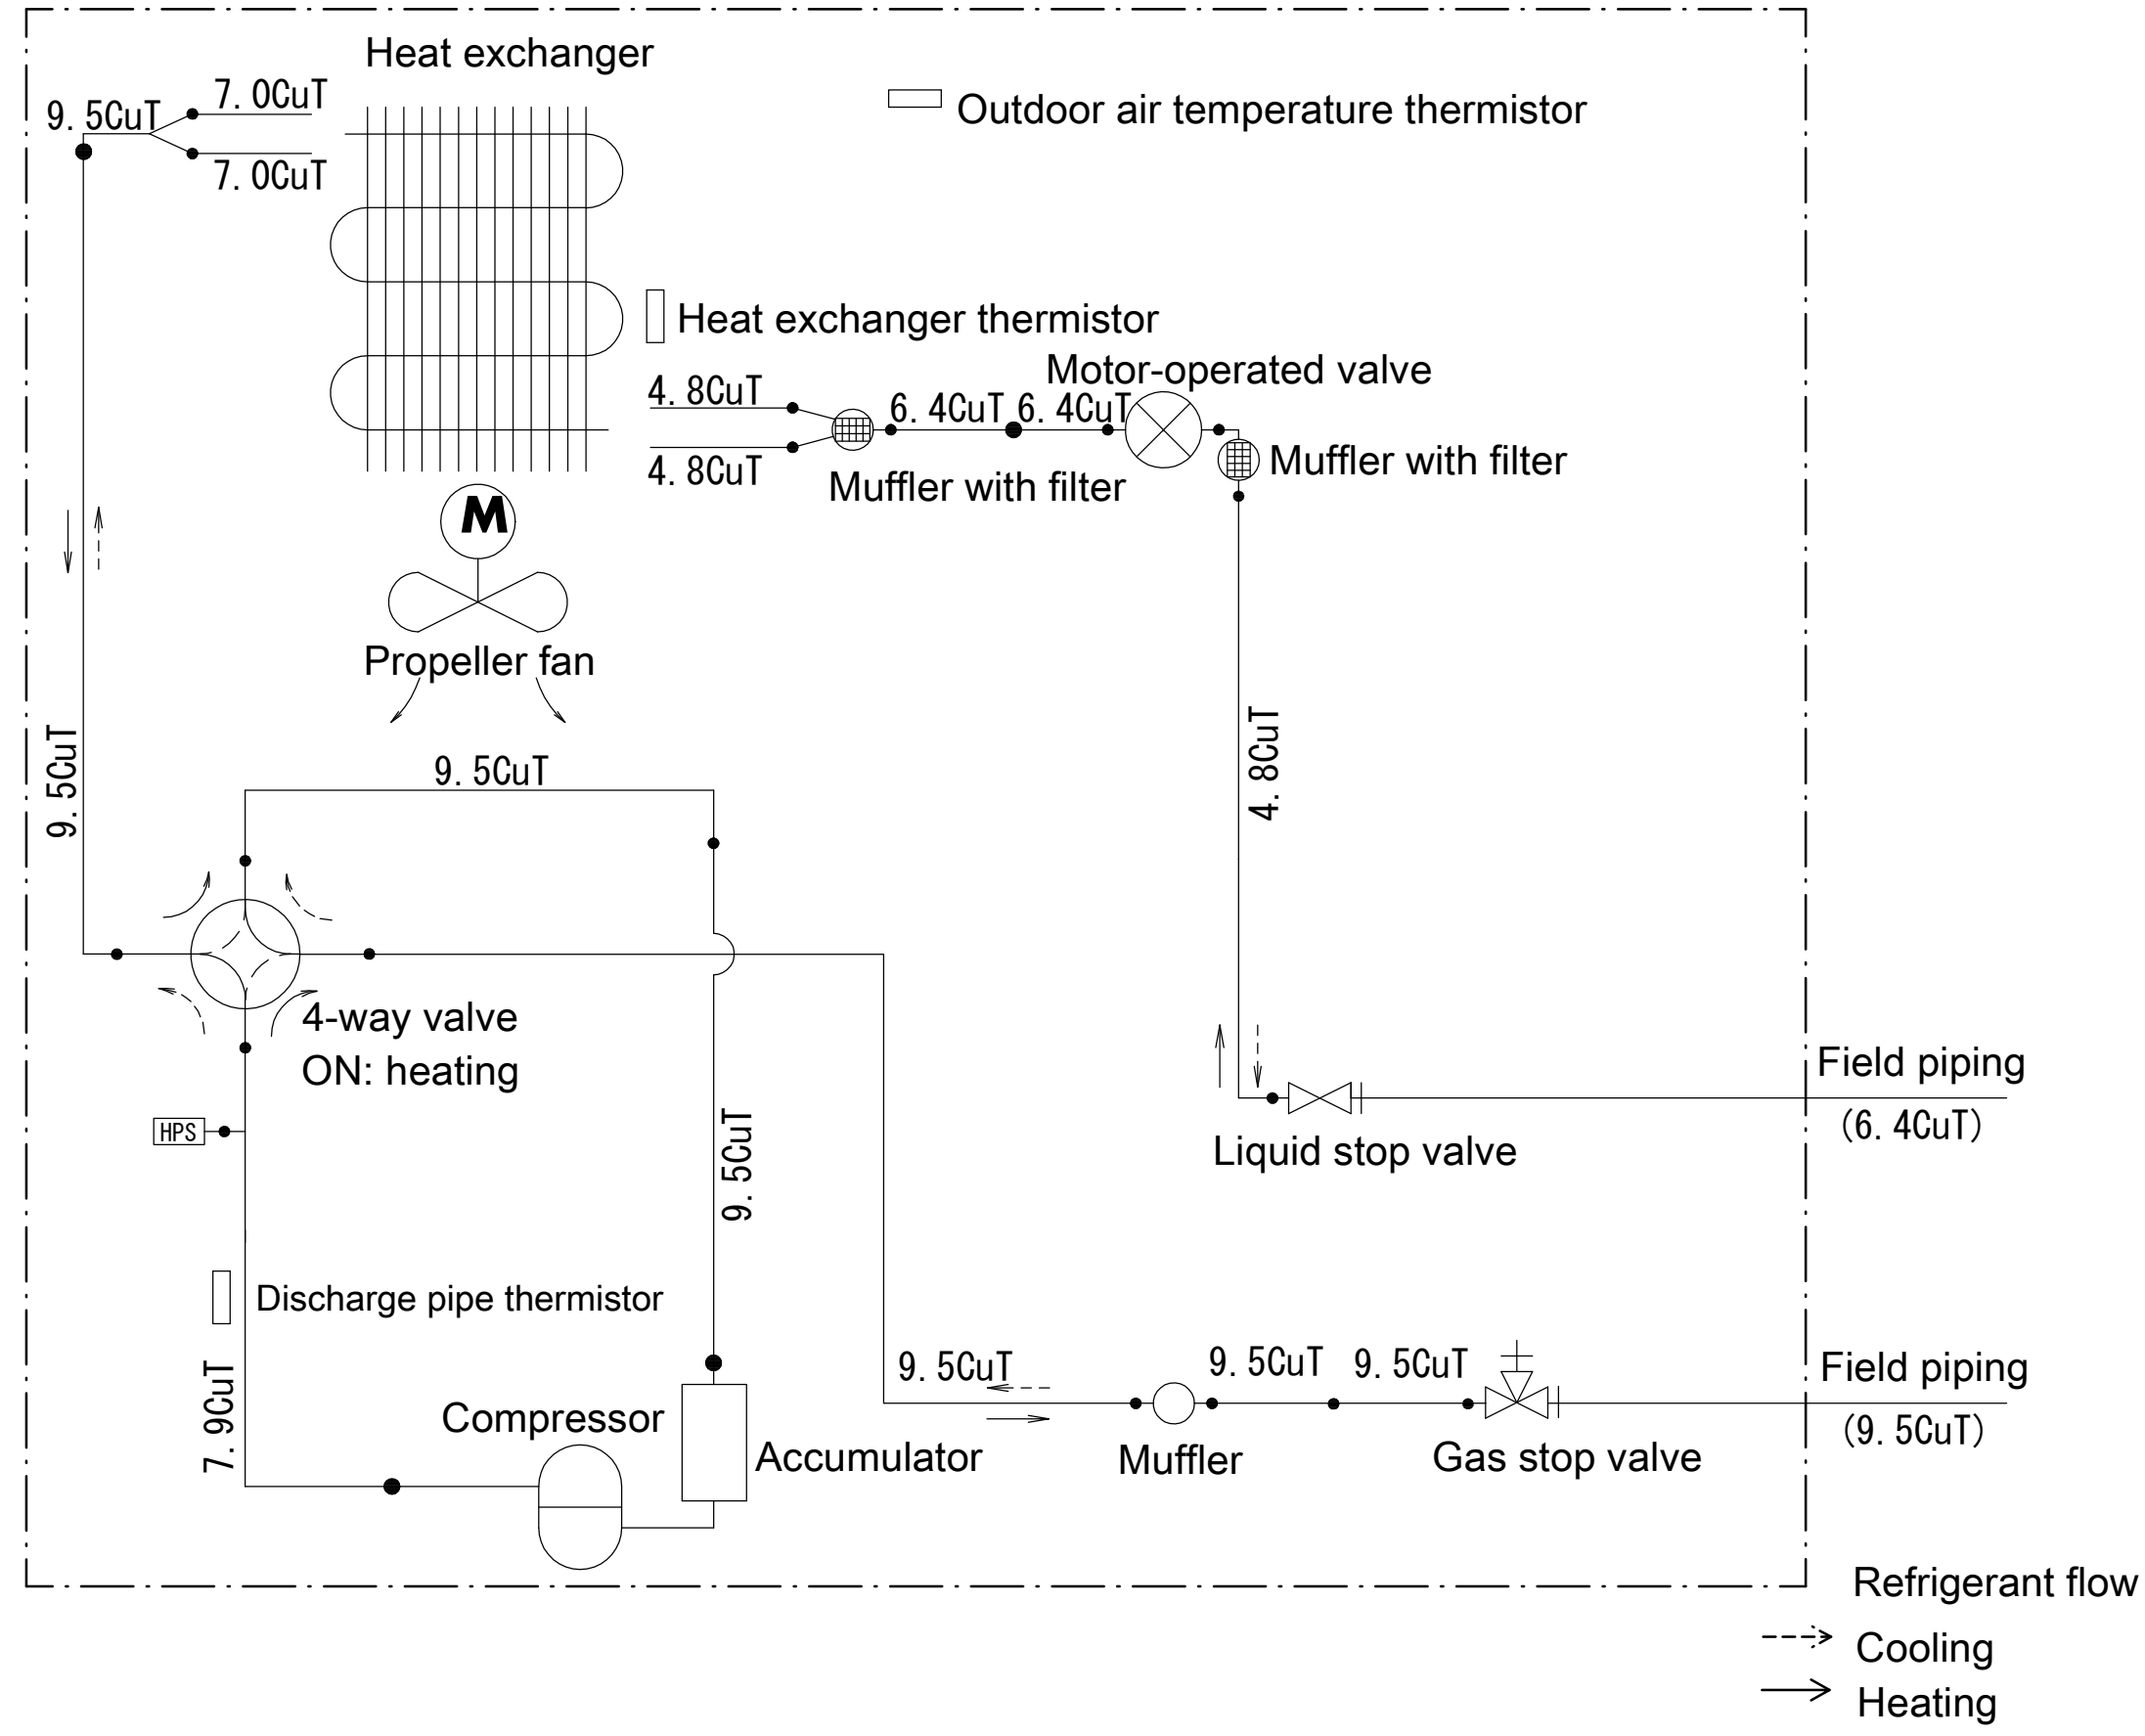 Heat exchanger
7.0CuT
9.5CuT
Outdoor air temperature thermistor
7.0CuT
Heat exchanger thermistor
Motor-operated valve
4.8CuT
6.4CuT
6.4CuT
4.8CuT
Muffler with filter
Muffler with filter
M
Propeller fan
9.5CuT
9.5CuT
4.8CuT
4-way valve
ON: heating
Field piping
(6.4CuT)
HPS
Liquid stop valve
9.5CuT
Discharge pipe thermistor
7.9CuT
9.5CuT
9.5CuT
9.5CuT
Field piping
(9.5CuT)
Compressor
Accumulator
Muffler
Gas stop valve
Refrigerant flow
Cooling
Heating